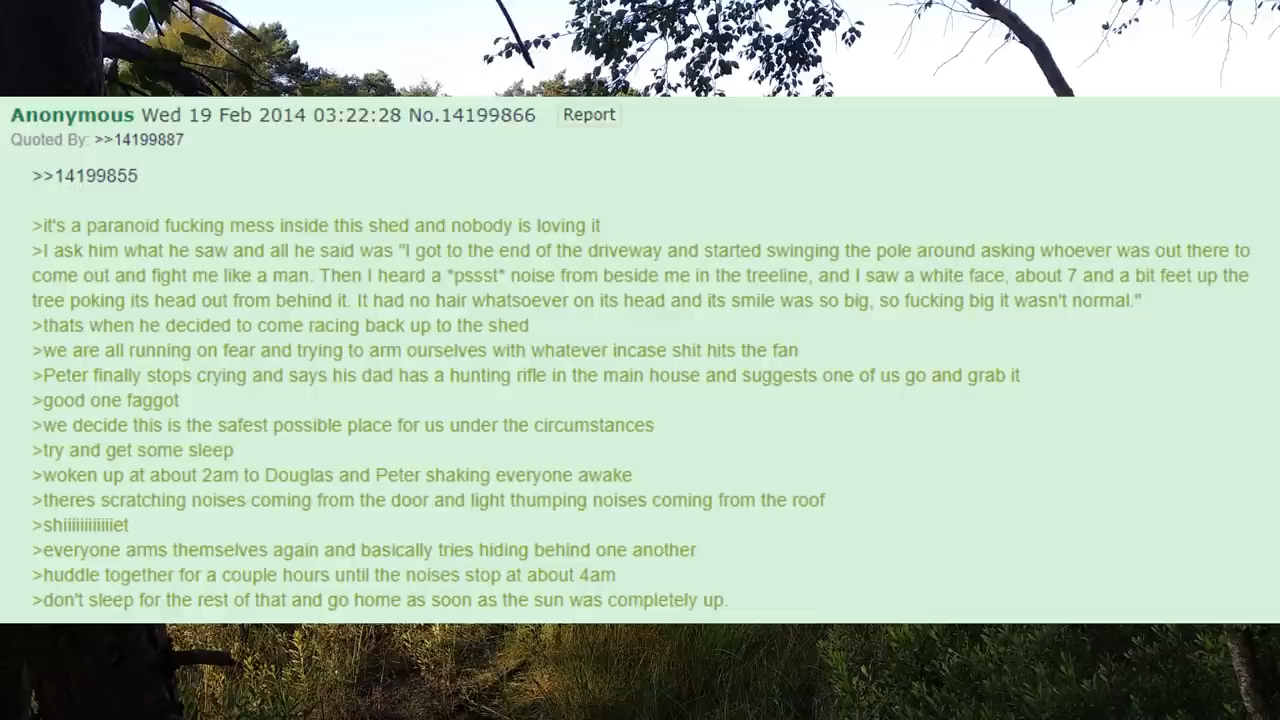 Anonymous Wed 19 Feb 2014 03:22:28 No.14199866 Report
Quoted By: >>14199887
>>14199855
>it's a paranoid fucking mess inside this shed and nobody is loving it
>I ask him what he saw and all he said was "I got to the end of the driveway and started swinging the pole around asking whoever was out there to
come out and fight me like a man. Then I heard a *pssst* noise from beside me in the treeline, and I saw a white face, about 7 and a bit feet up the
tree poking its head out from behind it. It had no hair whatsoever on its head and its smile was so big, so fucking big it wasn't normal."
>thats when he decided to come racing back up to the shed
>we are all running on fear and trying to arm ourselves with whatever incase shit hits the fan
>Peter finally stops crying and says his dad has a hunting rifle in the main house and suggests one of us go and grab it
>good one faggot
>we decide this is the safest possible place for us under the circumstances
>try and get some sleep
>woken up at about 2am to Douglas and Peter shaking everyone awake
>theres scratching noises coming from the door and light thumping noises coming from the roof
>shiiiiiiiiiiiiet
>everyone arms themselves again and basically tries hiding behind one another
>huddle together for a couple hours until the noises stop at about 4am
>don't sleep for the rest of that and go home as soon as the sun was completely up.